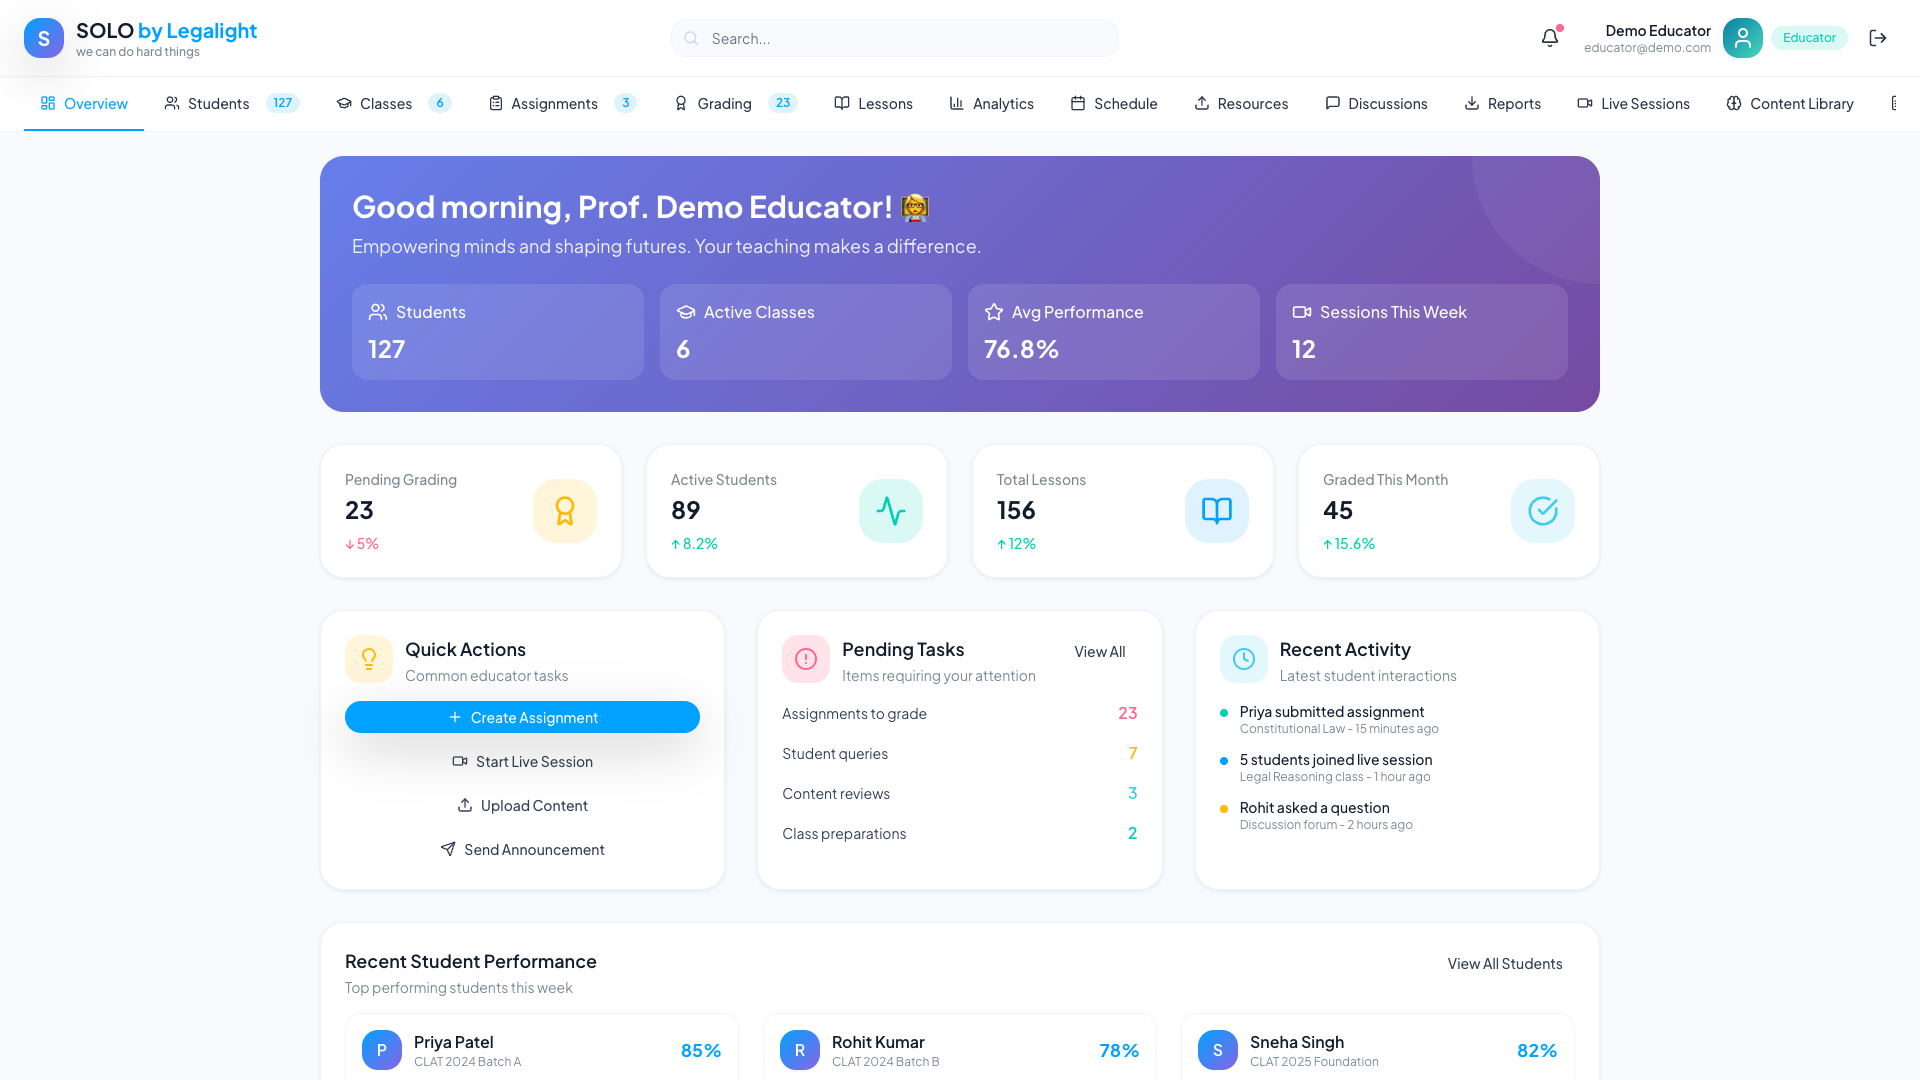 S
SOLO by Legalight
we can do hard things
Search...
Demo Educator
educator@demo.com
Educator
Overview
Students 127
Classes 6
Assignments 3
Grading 23
Lessons
Analytics
Schedule
Resources
Discussions
Reports
Live Sessions
Content Library
Good morning, Prof. Demo Educator! 👩‍🏫
Empowering minds and shaping futures. Your teaching makes a difference.
Students
127
Active Classes
6
Avg Performance
76.8%
Sessions This Week
12
Pending Grading
23
↓ 5%
Active Students
89
↑ 8.2%
Total Lessons
156
↑ 12%
Graded This Month
45
↑ 15.6%
Quick Actions
Common educator tasks
+ Create Assignment
Start Live Session
Upload Content
Send Announcement
Pending Tasks
Items requiring your attention
View All
Assignments to grade 23
Student queries 7
Content reviews 3
Class preparations 2
Recent Activity
Latest student interactions
Priya submitted assignment
Constitutional Law - 15 minutes ago
5 students joined live session
Legal Reasoning class - 1 hour ago
Rohit asked a question
Discussion forum - 2 hours ago
Recent Student Performance
Top performing students this week
View All Students
P
Priya Patel
CLAT 2024 Batch A
85%
R
Rohit Kumar
CLAT 2024 Batch B
78%
S
Sneha Singh
CLAT 2025 Foundation
82%